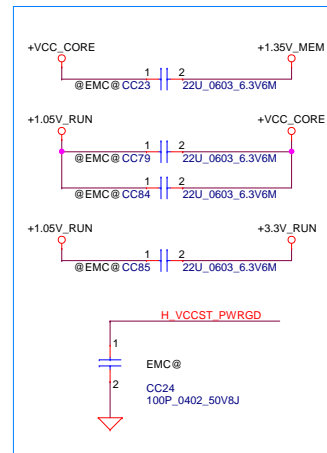 +VCC_CORE +1.35V_MEM
1 2
@EMC@ CC23 22U_0603_6.3V6M
+1.05V_RUN +VCC_CORE
1 2
@EMC@ CC79 22U_0603_6.3V6M
1 2
@EMC@ CC84 22U_0603_6.3V6M
+1.05V_RUN +3.3V_RUN
1 2
@EMC@ CC85 22U_0603_6.3V6M
H_VCCST_PWRGD
1
EMC@
2
CC24
100P_0402_50V8J